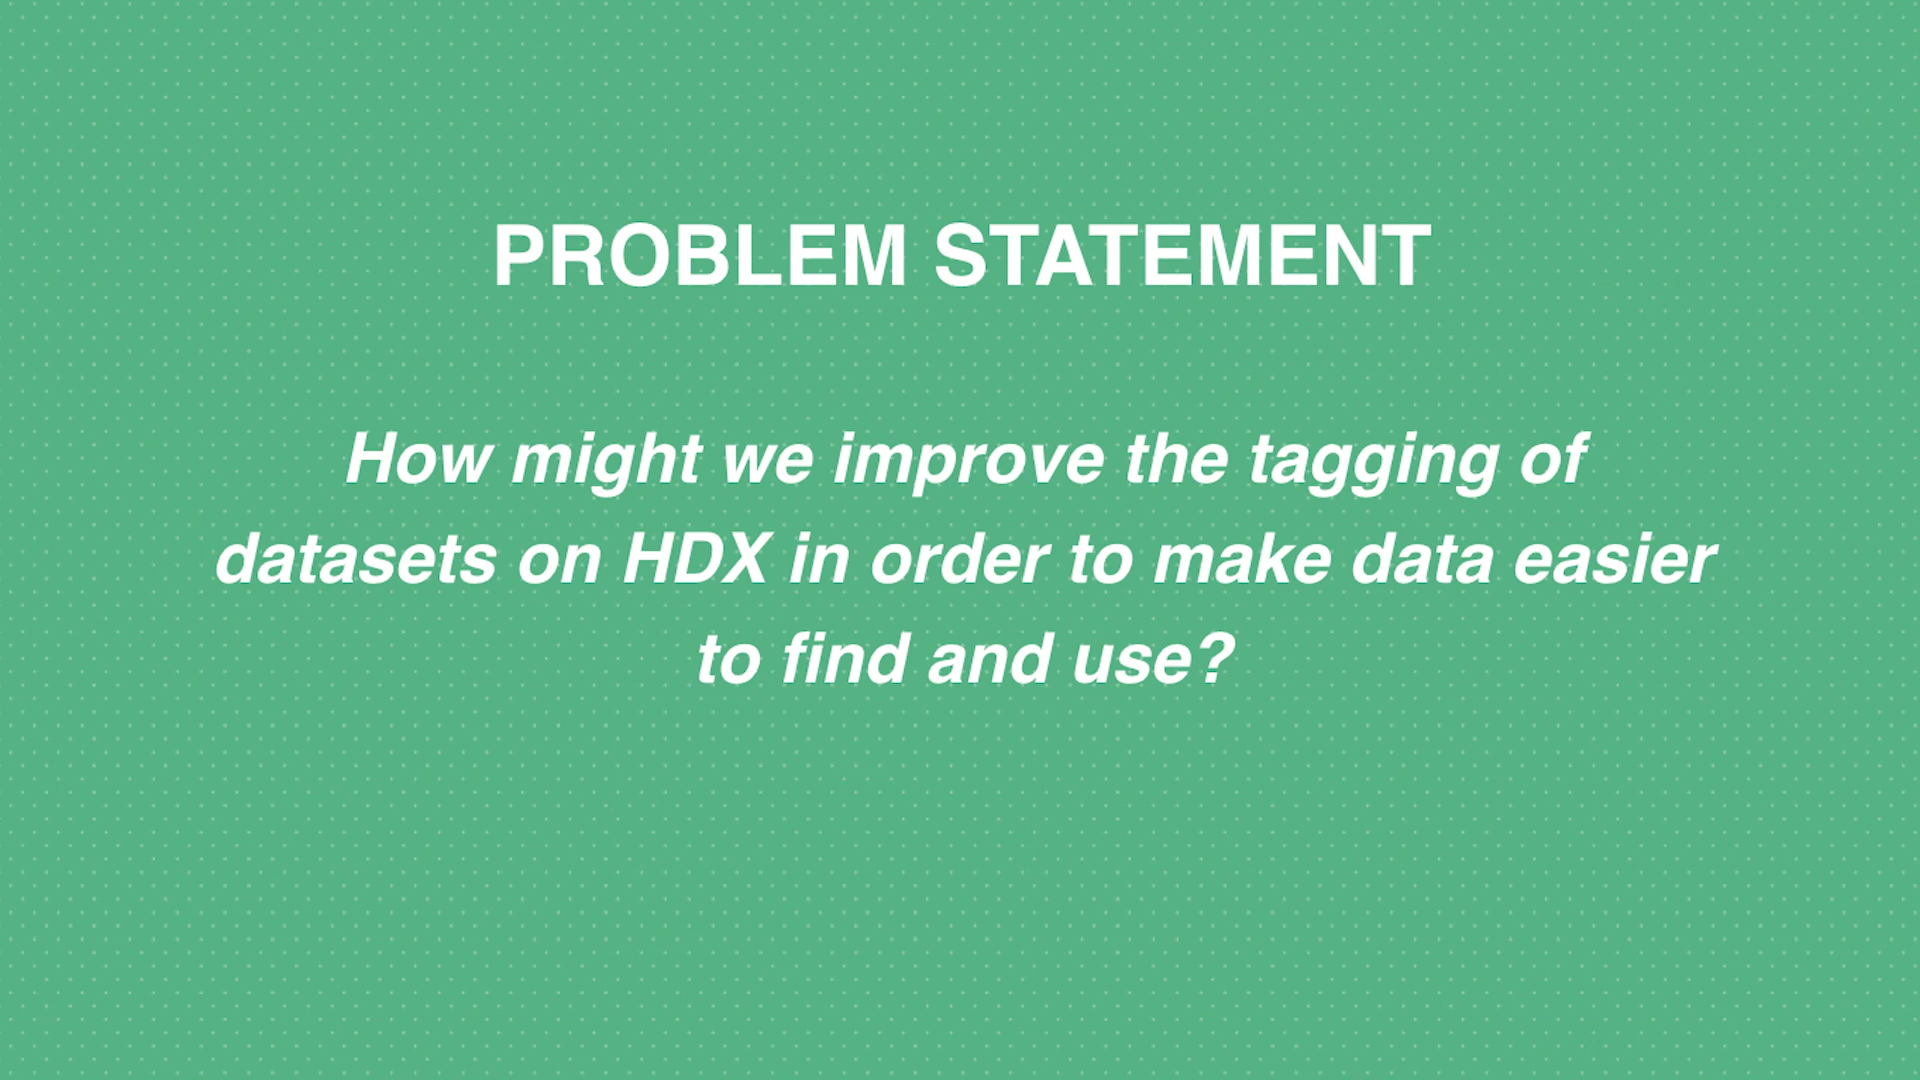 PROBLEM STATEMENT
How might we improve the tagging of
datasets on HDX in order to make data easier
to find and use?